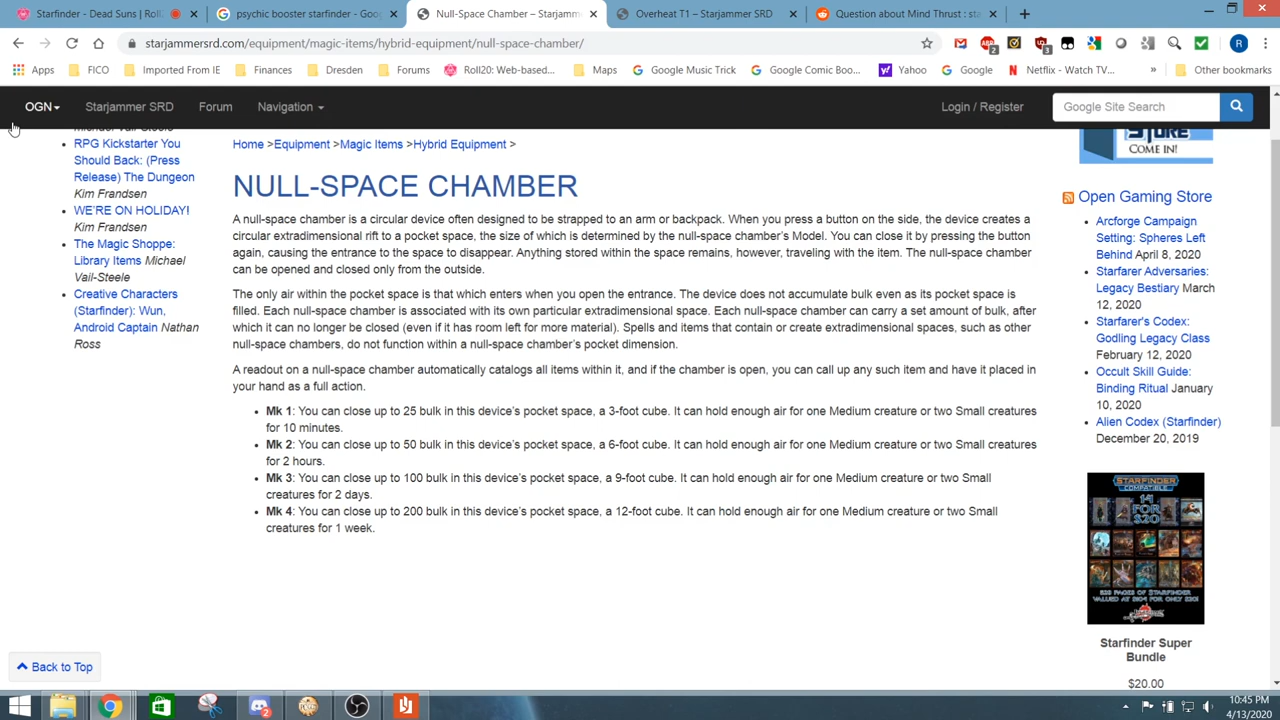 Starfinder - Dead Suns | Roll2
psychic booster starfinder - Goo
Null-Space Chamber – Starjamme
Overheat T1 – Starjammer SRD
Question about Mind Thrust : sta
starjammersrd.com/equipment/magic-items/hybrid-equipment/null-space-chamber/
Apps
FICO
Imported From IE
Finances
Dresden
Forums
Roll20: Web-based...
Maps
Google Music Trick
Google Comic Boo...
Yahoo
Google
Netflix - Watch TV...
»
Other bookmarks
OGN
Starjammer SRD
Forum
Navigation
Login / Register
Google Site Search
Michael Vail-Steele
RPG Kickstarter You
Should Back: (Press
Release) The Dungeon
Kim Frandsen
WE'RE ON HOLIDAY!
Kim Frandsen
The Magic Shoppe:
Library Items Michael
Vail-Steele
Creative Characters
(Starfinder): Wun,
Android Captain Nathan
Ross
Back to Top
Home >Equipment >Magic Items >Hybrid Equipment >
NULL-SPACE CHAMBER
A null-space chamber is a circular device often designed to be strapped to an arm or backpack. When you press a button on the side, the device creates a
circular extradimensional rift to a pocket space, the size of which is determined by the null-space chamber's Model. You can close it by pressing the button
again, causing the entrance to the space to disappear. Anything stored within the space remains, however, traveling with the item. The null-space chamber
can be opened and closed only from the outside.
The only air within the pocket space is that which enters when you open the entrance. The device does not accumulate bulk even as its pocket space is
filled. Each null-space chamber is associated with its own particular extradimensional space. Each null-space chamber can carry a set amount of bulk, after
which it can no longer be closed (even if it has room left for more material). Spells and items that contain or create extradimensional spaces, such as other
null-space chambers, do not function within a null-space chamber's pocket dimension.
A readout on a null-space chamber automatically catalogs all items within it, and if the chamber is open, you can call up any such item and have it placed in
your hand as a full action.
Mk 1: You can close up to 25 bulk in this device's pocket space, a 3-foot cube. It can hold enough air for one Medium creature or two Small creatures
for 10 minutes.
Mk 2: You can close up to 50 bulk in this device's pocket space, a 6-foot cube. It can hold enough air for one Medium creature or two Small creatures
for 2 hours.
Mk 3: You can close up to 100 bulk in this device's pocket space, a 9-foot cube. It can hold enough air for one Medium creature or two Small
creatures for 2 days.
Mk 4: You can close up to 200 bulk in this device's pocket space, a 12-foot cube. It can hold enough air for one Medium creature or two Small
creatures for 1 week.
STORE
COME IN!
Open Gaming Store
Arcforge Campaign
Setting: Spheres Left
Behind April 8, 2020
Starfarer Adversaries:
Legacy Bestiary March
12, 2020
Starfarer's Codex:
Godling Legacy Class
February 12, 2020
Occult Skill Guide:
Binding Ritual January
10, 2020
Alien Codex (Starfinder)
December 20, 2019
STARFINDER
COMPATIBLE
14
FOR
$20
Starfinder Super
Bundle
$20.00
10:45 PM
4/13/2020